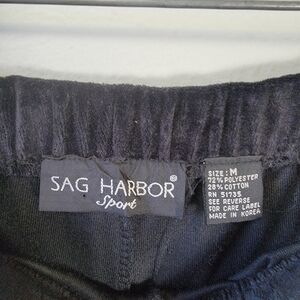 SAG HARBOR®
Sport
SIZE: M
72% POLYESTER
28% COTTON
RN 51735
SEE REVERSE
FOR CARE LABEL
MADE IN KOREA